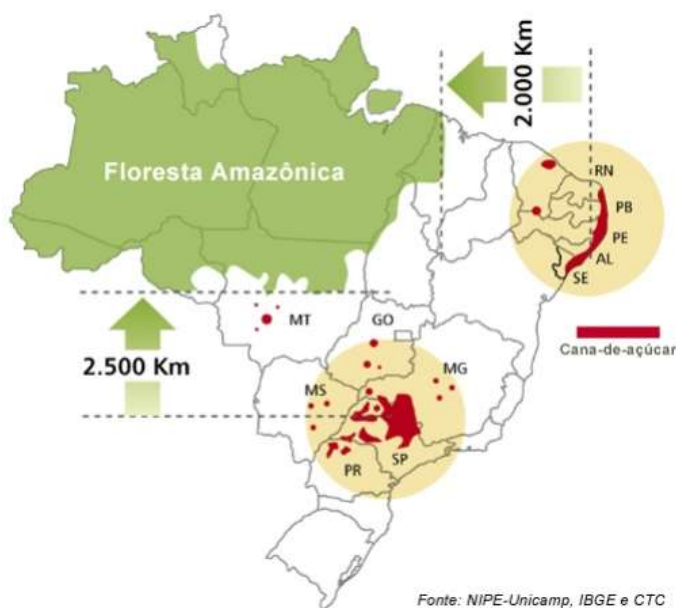 2.000 Km
Floresta Amazônica
RN
PB
PE
AL
SE
MT
GO
Cana-de-açúcar
2.500 Km
MS
MG
PR
SP
Fonte: NIPE-Unicamp, IBGE e CTC